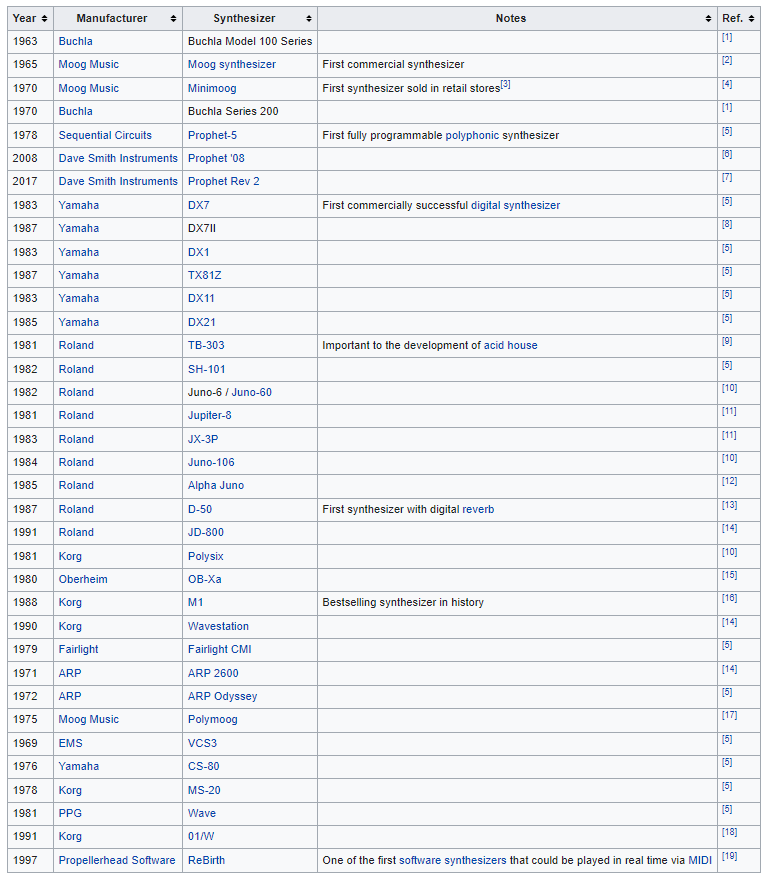 Year Manufacturer Synthesizer Notes Ref.
1963 Buchla Buchla Model 100 Series [1]
1965 Moog Music Moog synthesizer First commercial synthesizer [2]
1970 Moog Music Minimoog First synthesizer sold in retail stores[3] [4]
1970 Buchla Buchla Series 200 [1]
1978 Sequential Circuits Prophet-5 First fully programmable polyphonic synthesizer [5]
2008 Dave Smith Instruments Prophet '08 [6]
2017 Dave Smith Instruments Prophet Rev 2 [7]
1983 Yamaha DX7 First commercially successful digital synthesizer [5]
1987 Yamaha DX7II [8]
1983 Yamaha DX1 [5]
1987 Yamaha TX81Z [5]
1983 Yamaha DX11 [5]
1985 Yamaha DX21 [5]
1981 Roland TB-303 Important to the development of acid house [9]
1982 Roland SH-101 [5]
1982 Roland Juno-6 / Juno-60 [10]
1981 Roland Jupiter-8 [11]
1983 Roland JX-3P [11]
1984 Roland Juno-106 [10]
1985 Roland Alpha Juno [12]
1987 Roland D-50 First synthesizer with digital reverb [13]
1991 Roland JD-800 [14]
1981 Korg Polysix [10]
1980 Oberheim OB-Xa [15]
1988 Korg M1 Bestselling synthesizer in history [16]
1990 Korg Wavestation [14]
1979 Fairlight Fairlight CMI [5]
1971 ARP ARP 2600 [14]
1972 ARP ARP Odyssey [5]
1975 Moog Music Polymoog [17]
1969 EMS VCS3 [5]
1976 Yamaha CS-80 [5]
1978 Korg MS-20 [5]
1981 PPG Wave [5]
1991 Korg 01/W [18]
1997 Propellerhead Software ReBirth One of the first software synthesizers that could be played in real time via MIDI [19]